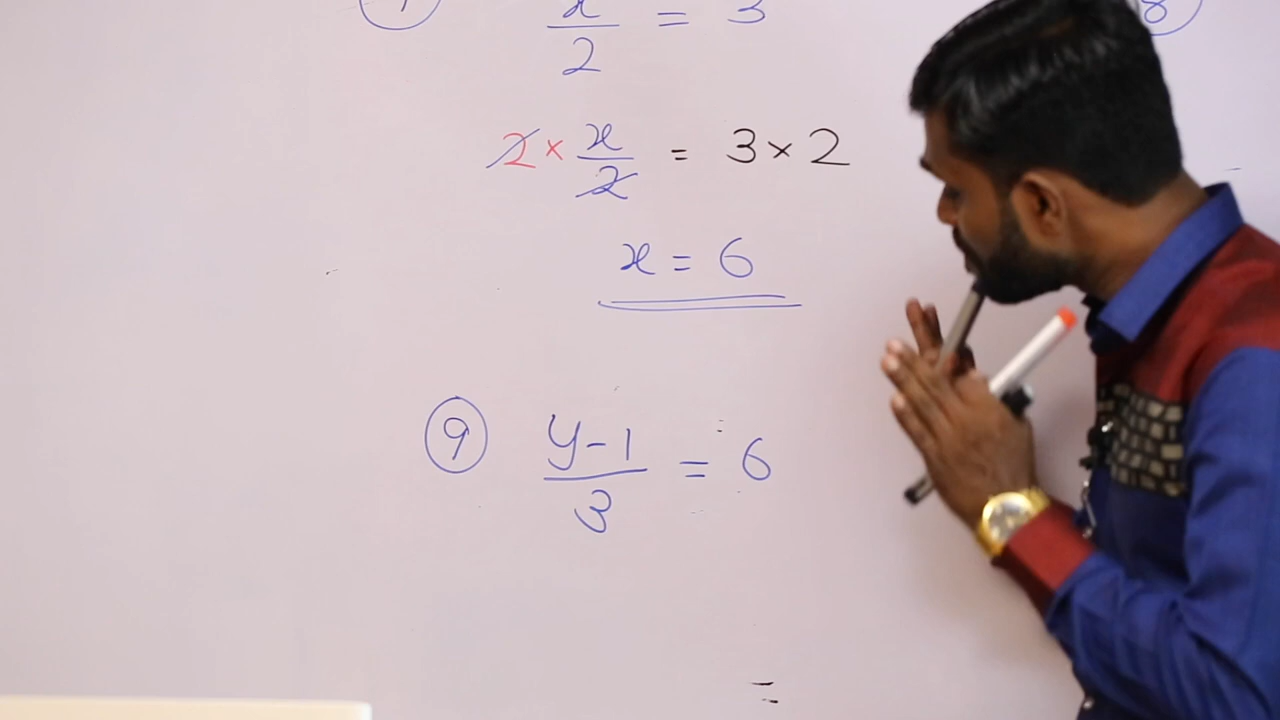 x/2 = 3
2 × x/2 = 3 × 2
x = 6
9 (y-1)/3 = 6
=